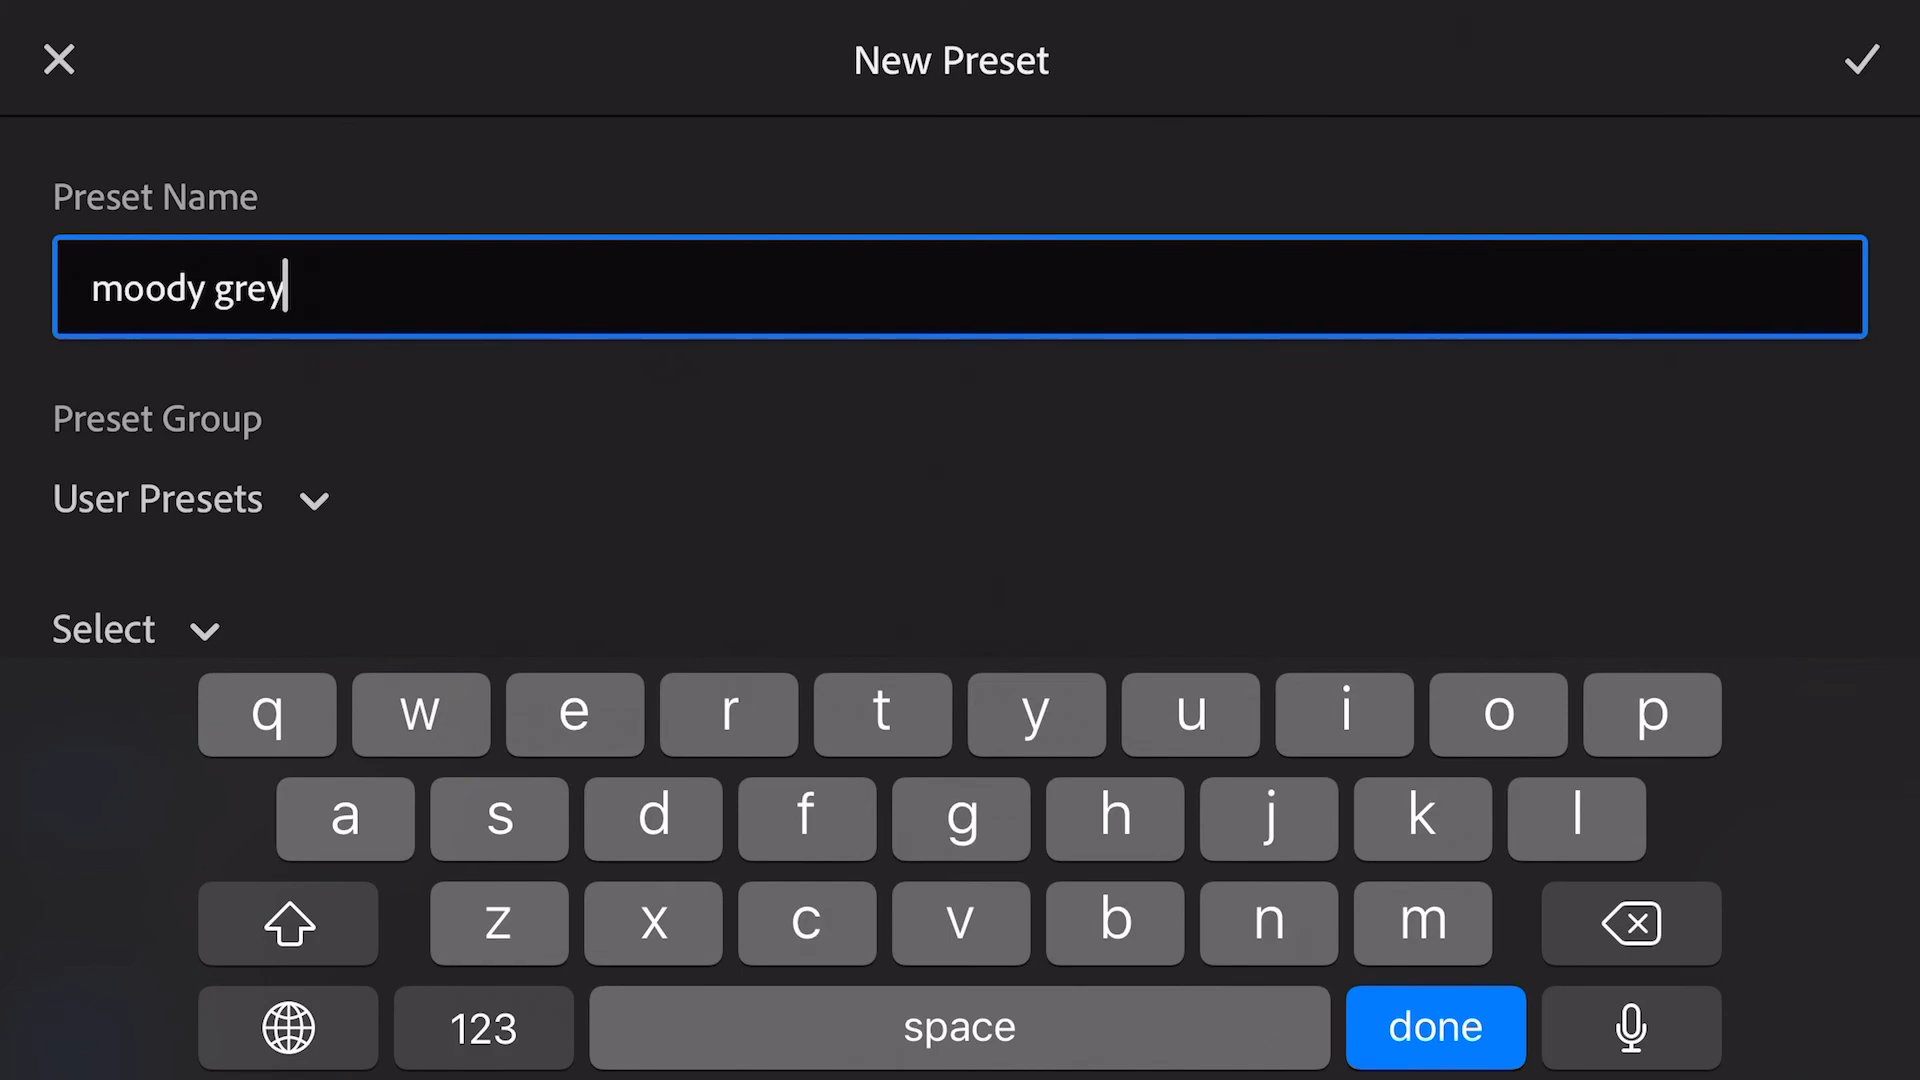 New Preset
Preset Name
moody grey
Preset Group
User Presets
Select
q w e r t y u i o p
a s d f g h j k l
z x c v b n m
123 space done